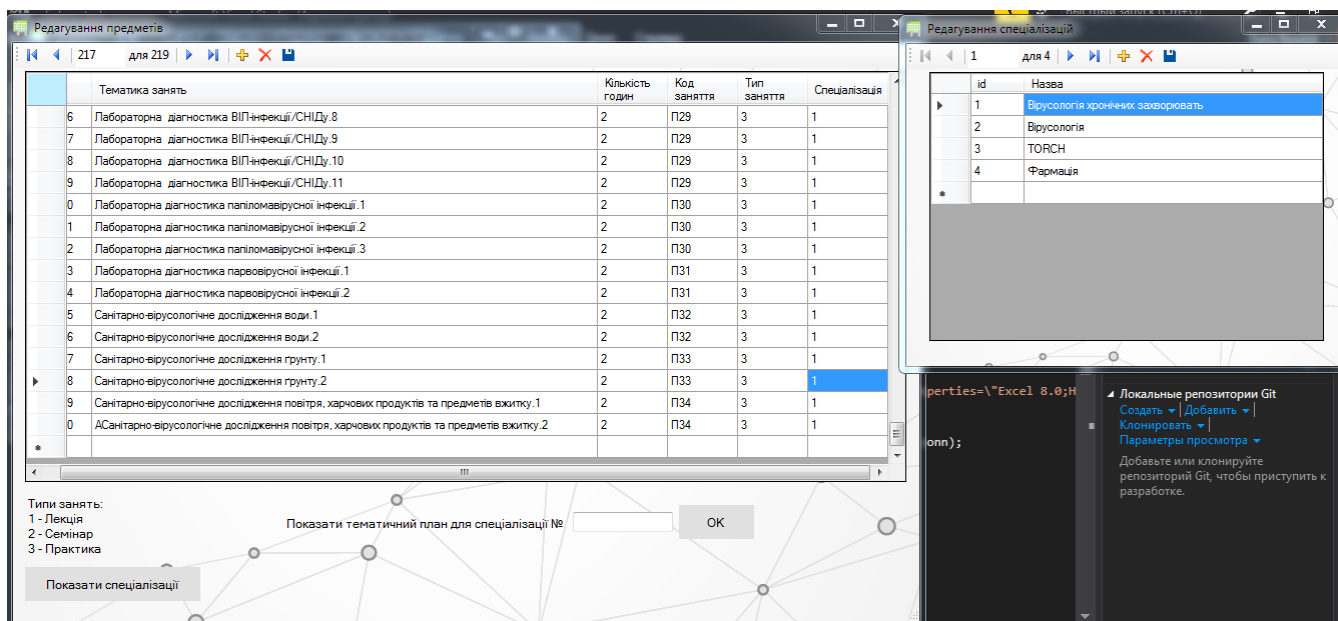 Редагування предметів
217 для 219
Тематика занять Кількість годин Код заняття Тип заняття Спеціалізація
6 Лабораторна діагностика ВІЛ-інфекції/СНІДу.8 2 П29 3 1
7 Лабораторна діагностика ВІЛ-інфекції/СНІДу.9 2 П29 3 1
8 Лабораторна діагностика ВІЛ-інфекції/СНІДу.10 2 П29 3 1
9 Лабораторна діагностика ВІЛ-інфекції/СНІДу.11 2 П29 3 1
0 Лабораторна діагностика папіломавірусної інфекції.1 2 П30 3 1
1 Лабораторна діагностика папіломавірусної інфекції.2 2 П30 3 1
2 Лабораторна діагностика папіломавірусної інфекції.3 2 П30 3 1
3 Лабораторна діагностика парвовірусної інфекції.1 2 П31 3 1
4 Лабораторна діагностика парвовірусної інфекції.2 2 П31 3 1
5 Санітарно-вірусологічне дослідження води.1 2 П32 3 1
6 Санітарно-вірусологічне дослідження води.2 2 П32 3 1
7 Санітарно-вірусологічне дослідження ґрунту.1 2 П33 3 1
8 Санітарно-вірусологічне дослідження ґрунту.2 2 П33 3 1
9 Санітарно-вірусологічне дослідження повітря, харчових продуктів та предметів вжитку.1 2 П34 3 1
0 АСанітарно-вірусологічне дослідження повітря, харчових продуктів та предметів вжитку.2 2 П34 3 1
Типи занять:
1 - Лекція
2 - Семінар
3 - Практика
Показати тематичний план для спеціалізації № OK
Показати спеціалізації
Редагування спеціалізацій
1 для 4
id Назва
1 Вірусологія хронічних захворювать
2 Вірусологія
3 TORCH
4 Фармація
perties=\"Excel 8.0;H
onn);
Локальные репозитории Git
Создать Добавить
Клонировать
Параметры просмотра
Добавьте или клонируйте
репозиторий Git, чтобы приступить к
разработке.